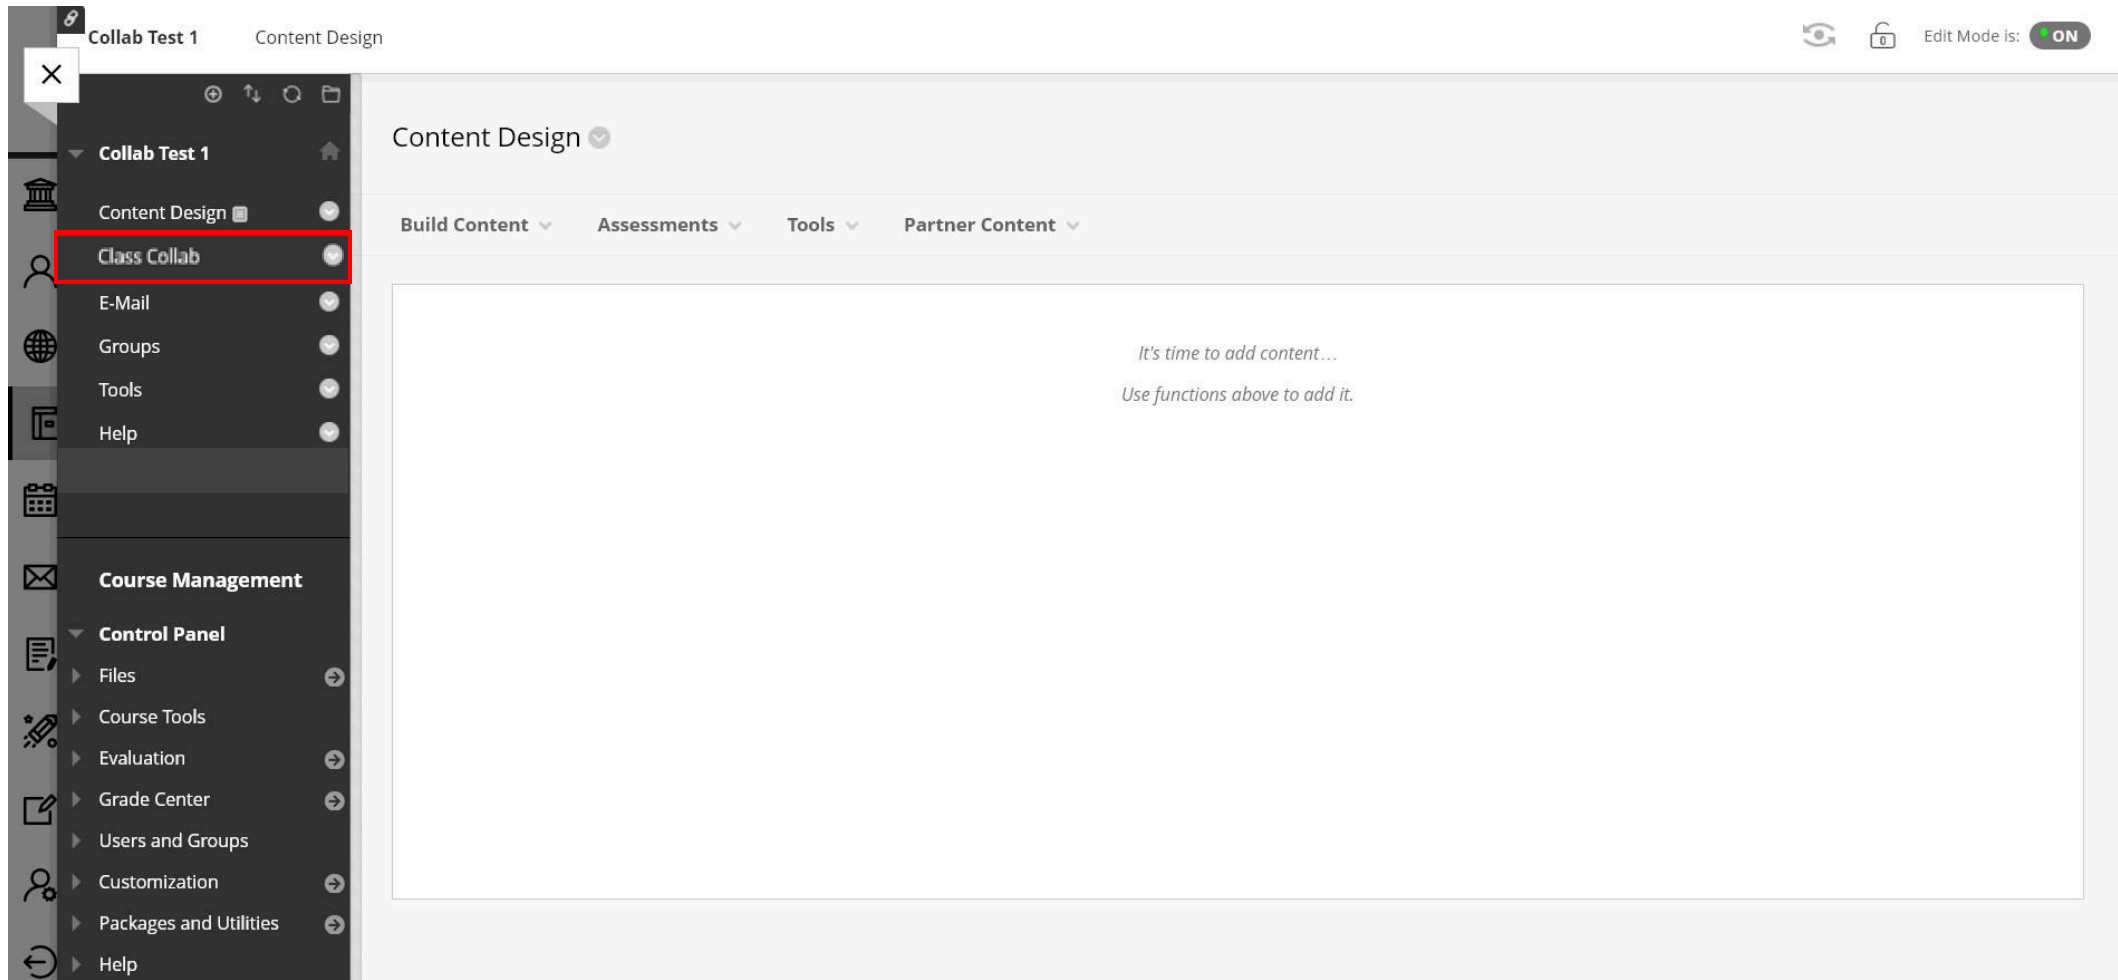 Collab Test 1
Content Design
0
Edit Mode is:
ON
Collab Test 1
Content Design
Class Collab
E-Mail
Groups
Tools
Help
Course Management
Control Panel
Files
Course Tools
Evaluation
Grade Center
Users and Groups
Customization
Packages and Utilities
Help
Content Design
Build Content
Assessments
Tools
Partner Content
It's time to add content...
Use functions above to add it.